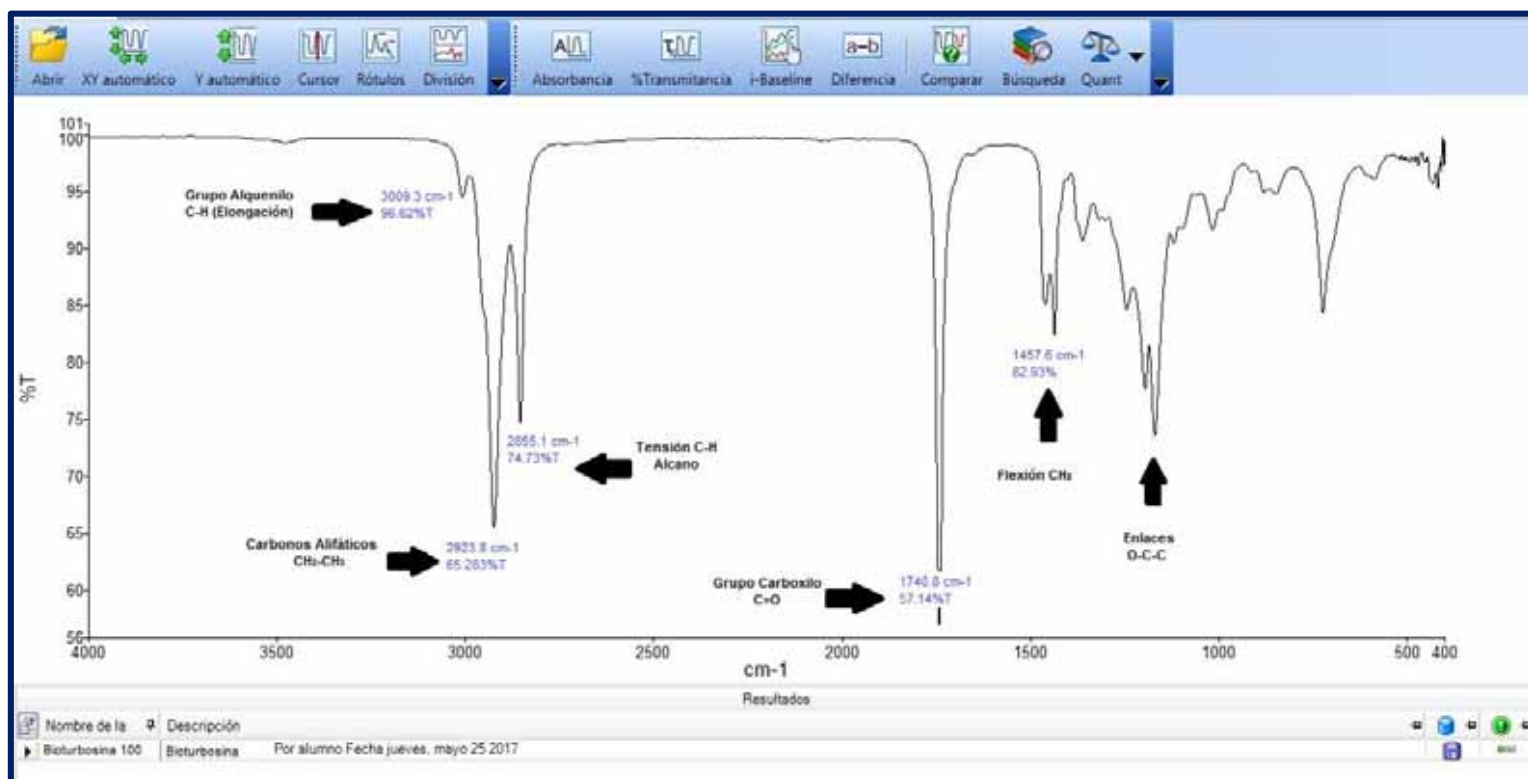 Abrir XY automático Y automático Cursor Rótulos División Absorbancia %Transmitancia i-Baseline Diferencia Comparar Búsqueda Quant
A
τ
a-b
101
100
95
90
85
80
75
70
65
60
56
%T
Grupo Alquenilo
C-H (Elongación)
3009.3 cm-1
96.62%T
2855.1 cm-1
74.73%T
Tensión C-H
Alcano
Carbonos Alifáticos
CH₂-CH₃
2923.8 cm-1
65.283%T
Grupo Carboxilo
C=O
1740.8 cm-1
57.14%T
1457.6 cm-1
82.93%
Flexión CH₂
Enlaces
O-C-C
4000 3500 3000 2500 2000 1500 1000 500 400
cm-1
Resultados
Nombre de la Descripción
Bioturbosina 100 Bioturbosina Por alumno Fecha jueves, mayo 25 2017